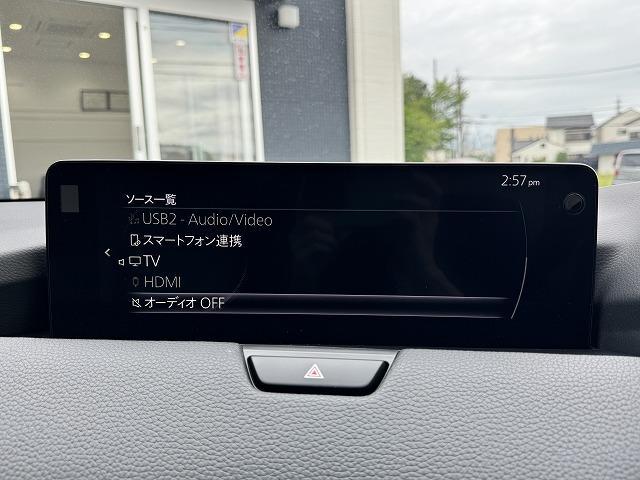 2:57 pm
ソース一覧
USB2 - Audio/Video
スマートフォン連携
TV
HDMI
オーディオ OFF